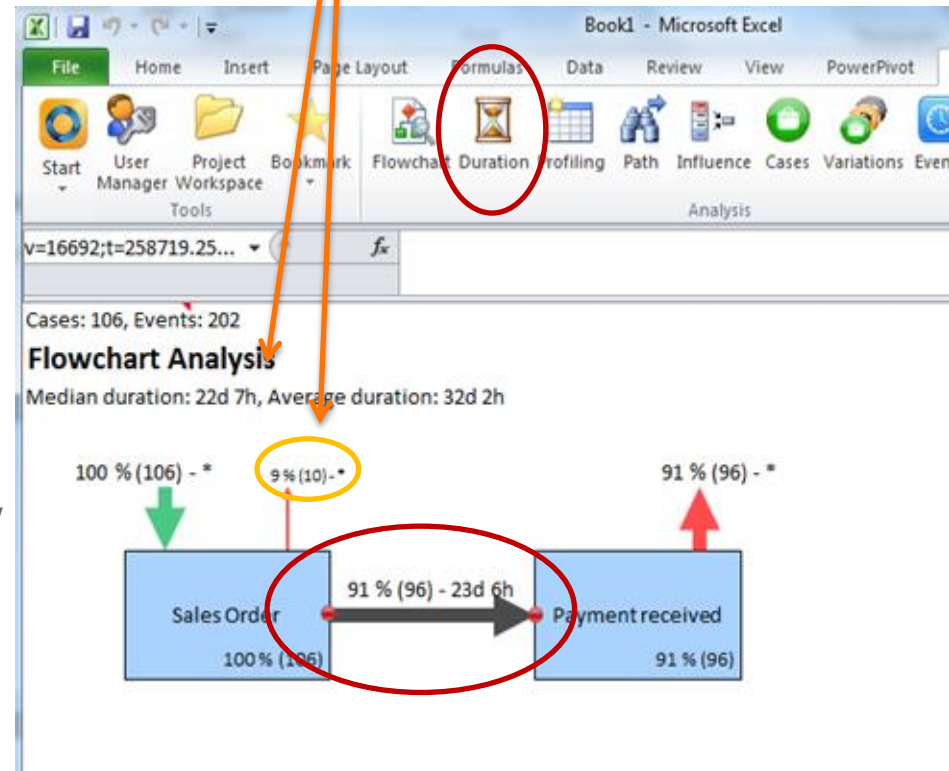 Book1 - Microsoft Excel
File Home Insert Page Layout Formulas Data Review View PowerPivot
Start User Manager Project Workspace Bookmark Flowchart Duration Profiling Path Influence Cases Variations Even
Tools Analysis
v=16692;t=258719.25... fx
Cases: 106, Events: 202
Flowchart Analysis
Median duration: 22d 7h, Average duration: 32d 2h
100 % (106) - * 9 % (10) - * 91 % (96) - *
91 % (96) - 23d 6h
Sales Order Payment received
100 % (106) 91 % (96)